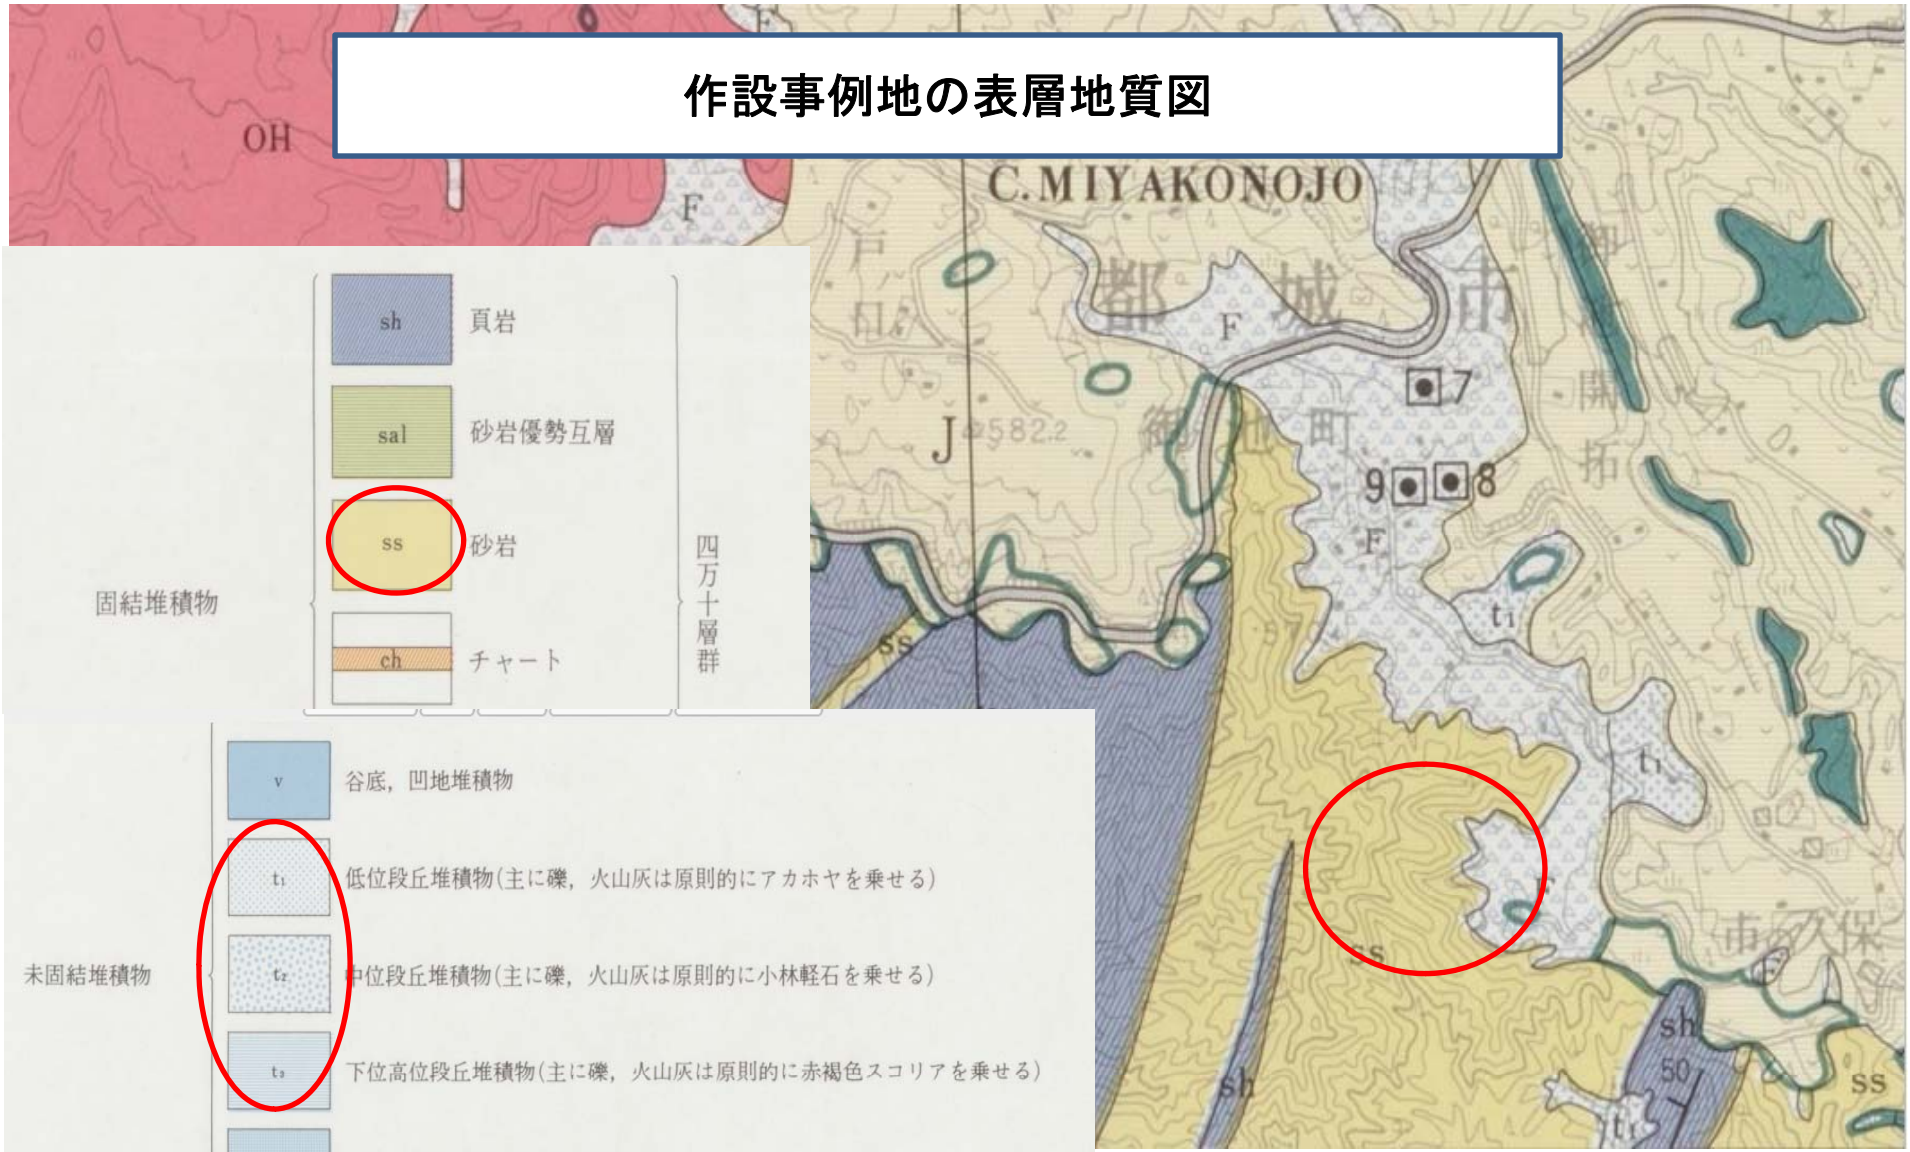 作設事例地の表層地質図
F
OH
F
C.MIYAKONOJO
都城市
戸
F
7
J
582.2
御池町
開拓
9
8
F
t₁
ss
t₁
F
ss
市
久保
F
sh
50
ss
sh
t₁
sh 頁岩
sal 砂岩優勢互層
ss 砂岩
ch チャート
固結堆積物
四万十層群
v 谷底，凹地堆積物
t₁ 低位段丘堆積物(主に礫，火山灰は原則的にアカホヤを乗せる)
t₂ 中位段丘堆積物(主に礫，火山灰は原則的に小林軽石を乗せる)
t₃ 下位高位段丘堆積物(主に礫，火山灰は原則的に赤褐色スコリアを乗せる)
未固結堆積物